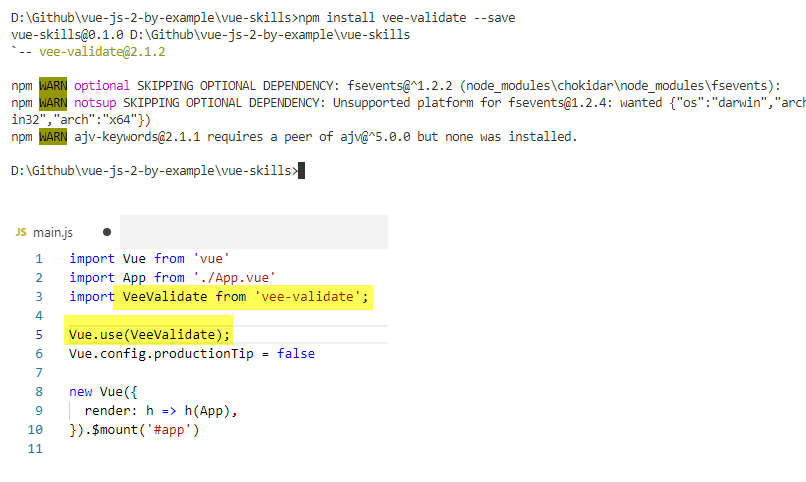 D:\Github\vue-js-2-by-example\vue-skills>npm install vee-validate --save
vue-skills@0.1.0 D:\Github\vue-js-2-by-example\vue-skills
`-- vee-validate@2.1.2
npm WARN optional SKIPPING OPTIONAL DEPENDENCY: fsevents@^1.2.2 (node_modules\chokidar\node_modules\fsevents):
npm WARN notsup SKIPPING OPTIONAL DEPENDENCY: Unsupported platform for fsevents@1.2.4: wanted {"os":"darwin","arch
in32","arch":"x64"})
npm WARN ajv-keywords@2.1.1 requires a peer of ajv@^5.0.0 but none was installed.
D:\Github\vue-js-2-by-example\vue-skills>
JS main.js
1 import Vue from 'vue'
2 import App from './App.vue'
3 import VeeValidate from 'vee-validate';
4
5 Vue.use(VeeValidate);
6 Vue.config.productionTip = false
7
8 new Vue({
9 render: h => h(App),
10 }).$mount('#app')
11